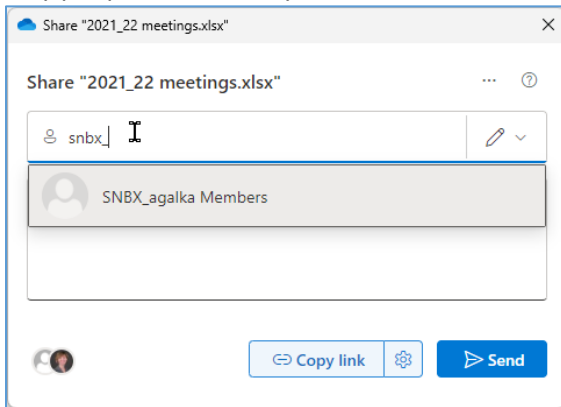 Share "2021_22 meetings.xlsx"
Share "2021_22 meetings.xlsx"
snbx_
SNBX_agalka Members
Copy link
Send